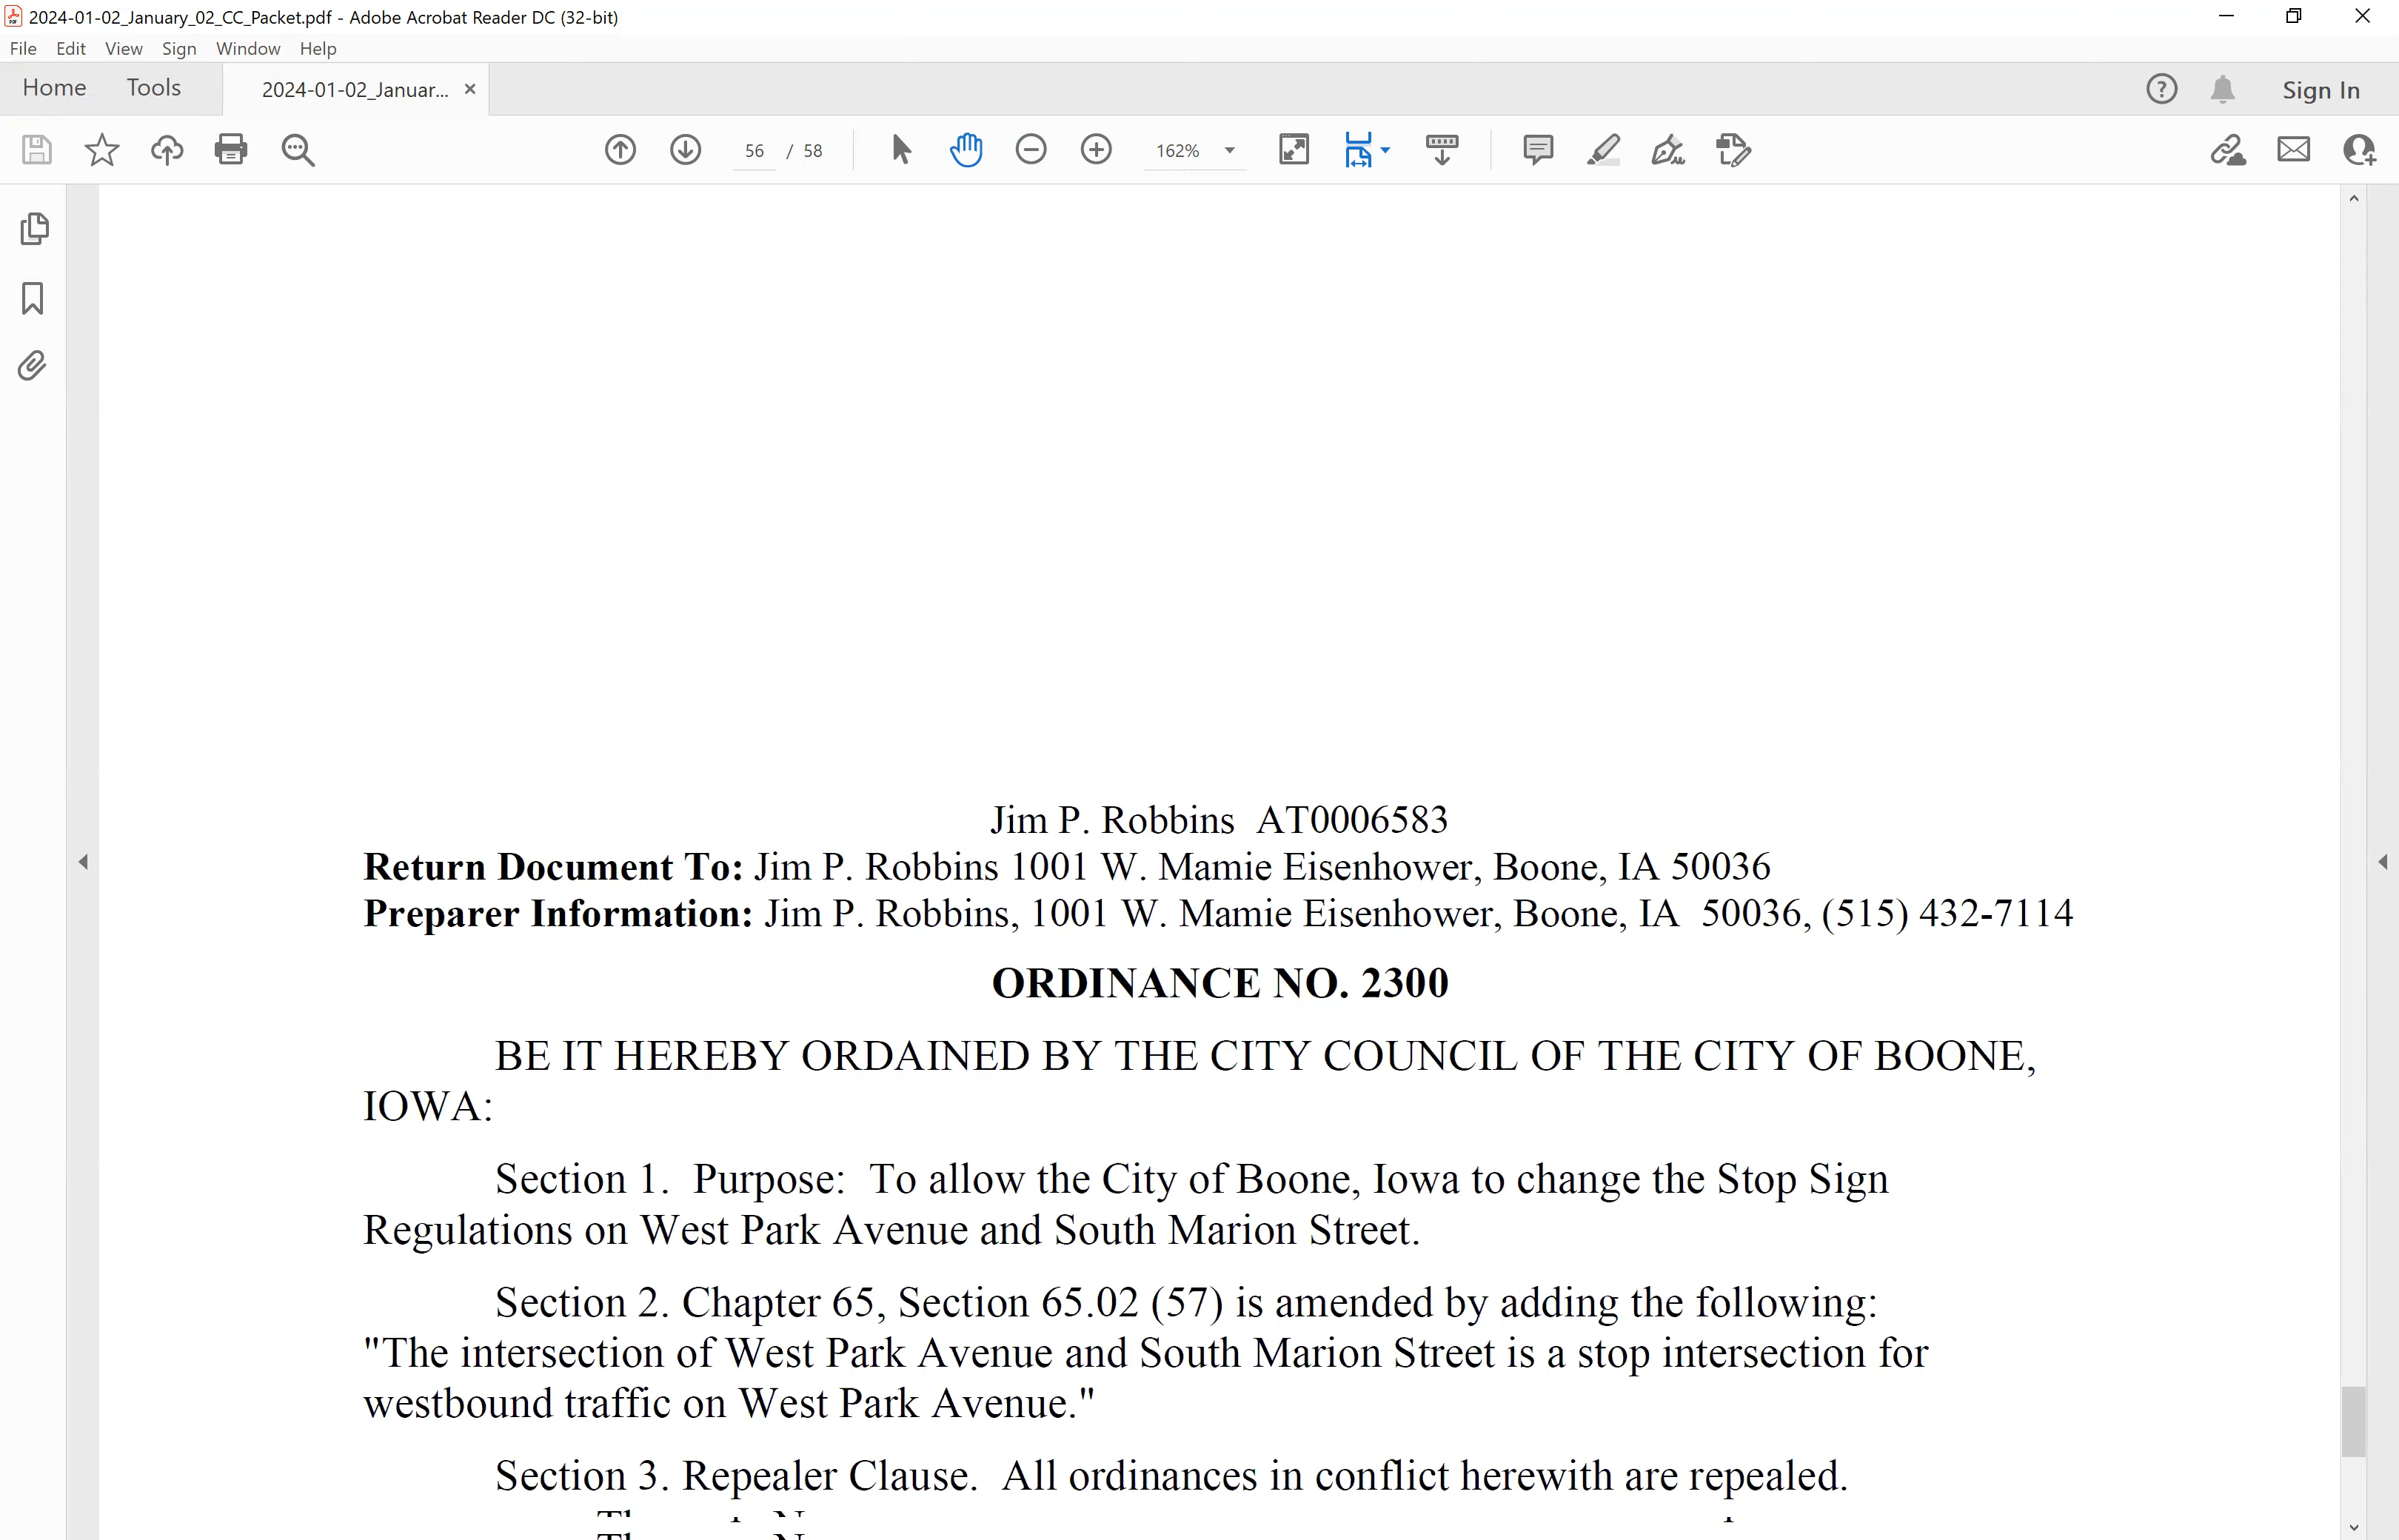 2024-01-02_January_02_CC_Packet.pdf - Adobe Acrobat Reader DC (32-bit)
File Edit View Sign Window Help
Home Tools 2024-01-02_Januar... Sign In
56 / 58 162%
Jim P. Robbins AT0006583
Return Document To: Jim P. Robbins 1001 W. Mamie Eisenhower, Boone, IA 50036
Preparer Information: Jim P. Robbins, 1001 W. Mamie Eisenhower, Boone, IA 50036, (515) 432-7114
ORDINANCE NO. 2300
BE IT HEREBY ORDAINED BY THE CITY COUNCIL OF THE CITY OF BOONE,
IOWA:
Section 1. Purpose: To allow the City of Boone, Iowa to change the Stop Sign
Regulations on West Park Avenue and South Marion Street.
Section 2. Chapter 65, Section 65.02 (57) is amended by adding the following:
"The intersection of West Park Avenue and South Marion Street is a stop intersection for
westbound traffic on West Park Avenue."
Section 3. Repealer Clause. All ordinances in conflict herewith are repealed.